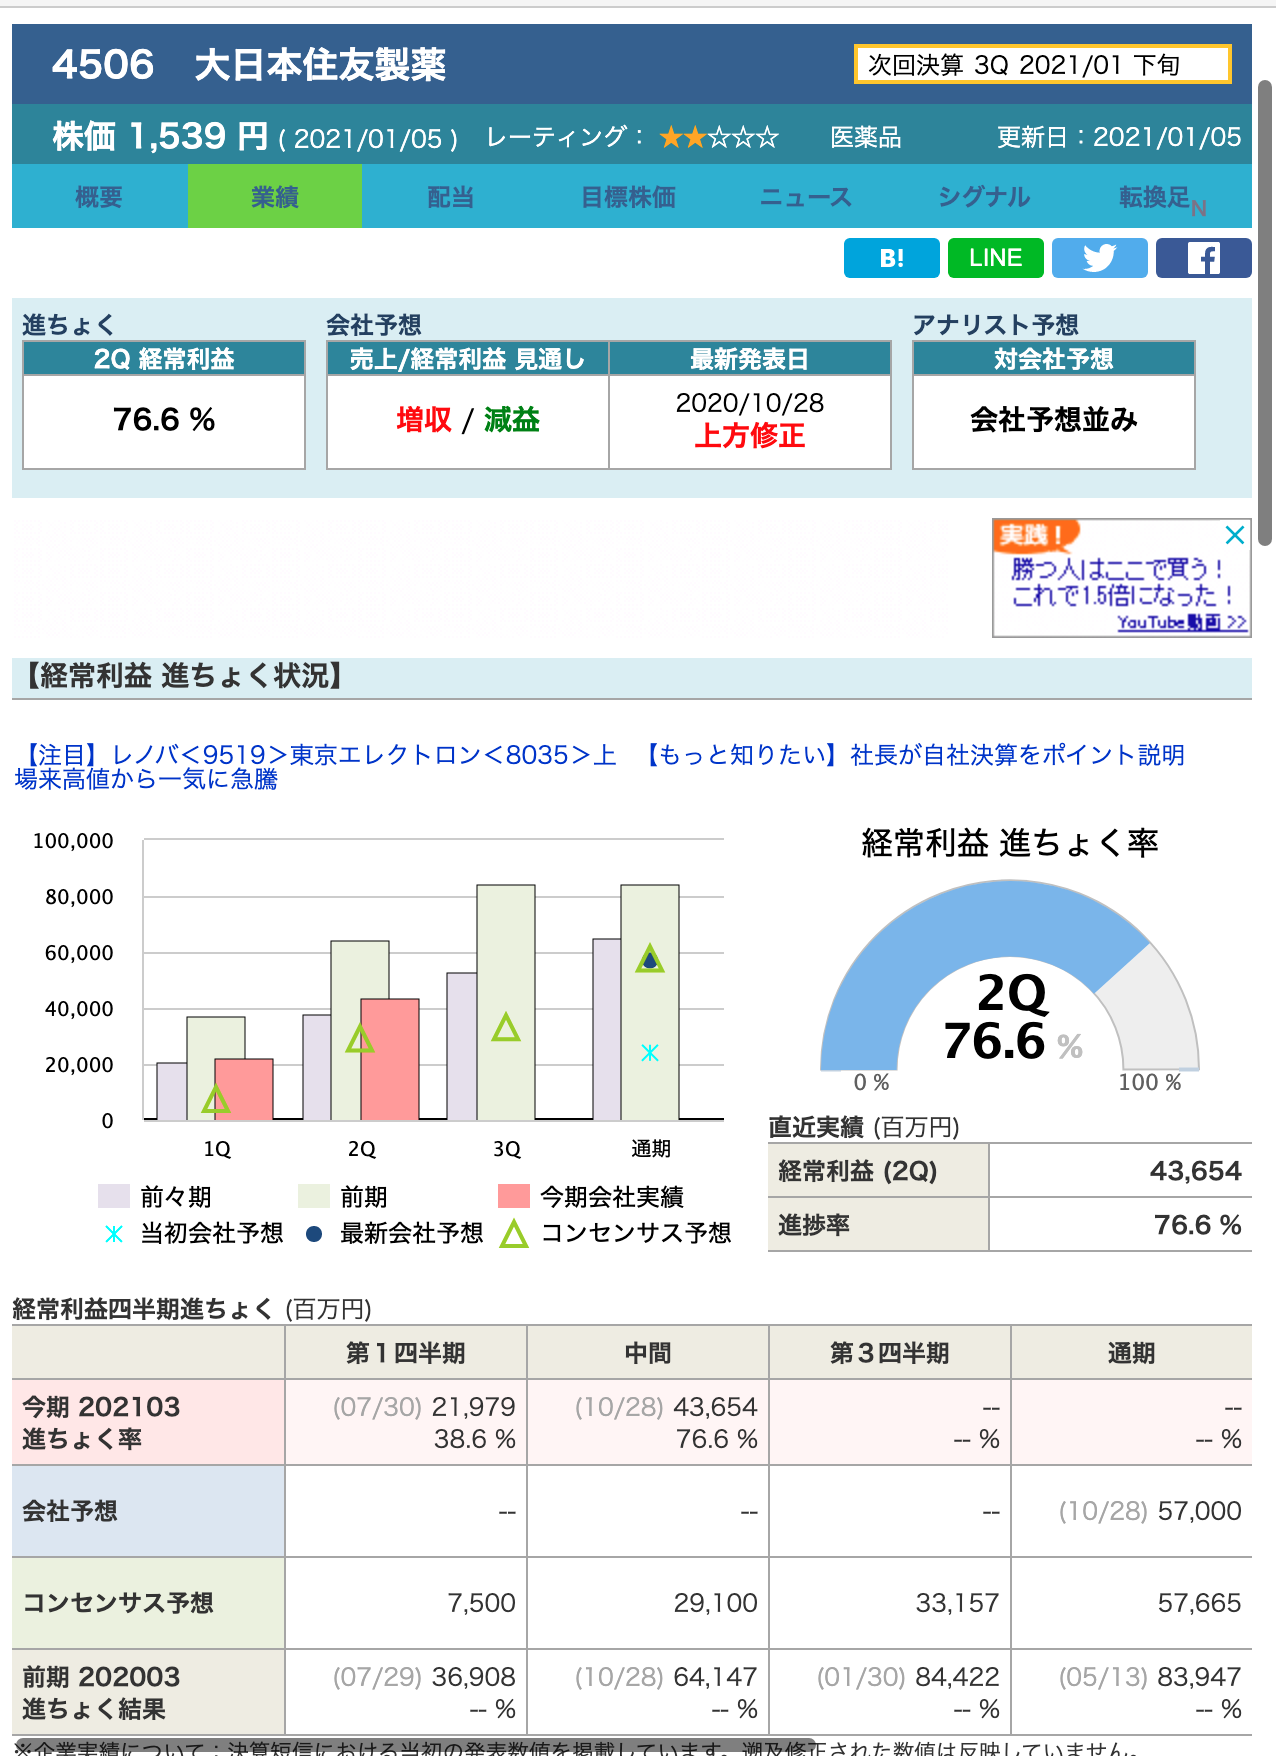 4506 大日本住友製薬
次回決算 3Q 2021/01 下旬
株価 1,539 円 ( 2021/01/05 ) レーティング： ★★☆☆☆ 医薬品 更新日：2021/01/05
概要 業績 配当 目標株価 ニュース シグナル 転換足N
B! LINE
進ちょく 会社予想 アナリスト予想
2Q 経常利益 売上/経常利益 見通し 最新発表日 対会社予想
76.6 % 増収 / 減益 2020/10/28 会社予想並み
上方修正
実践！
勝つ人はここで買う！
これで1.5倍になった！
YouTube動画 >>
【経常利益 進ちょく状況】
【注目】レノバ＜9519＞東京エレクトロン＜8035＞上
場来高値から一気に急騰
【もっと知りたい】社長が自社決算をポイント説明
100,000
80,000
60,000
40,000
20,000
0
1Q 2Q 3Q 通期
前々期 前期 今期会社実績
当初会社予想 最新会社予想 コンセンサス予想
経常利益 進ちょく率
2Q
76.6 %
0 % 100 %
直近実績 (百万円)
経常利益 (2Q) 43,654
進捗率 76.6 %
経常利益四半期進ちょく (百万円)
第１四半期 中間 第３四半期 通期
今期 202103 (07/30) 21,979 (10/28) 43,654 -- --
進ちょく率 38.6 % 76.6 % -- % -- %
会社予想 -- -- -- (10/28) 57,000
コンセンサス予想 7,500 29,100 33,157 57,665
前期 202003 (07/29) 36,908 (10/28) 64,147 (01/30) 84,422 (05/13) 83,947
進ちょく結果 -- % -- % -- % -- %
※企業実績について：決算短信における当初の発表数値を掲載しています。遡及修正された数値は反映していません。